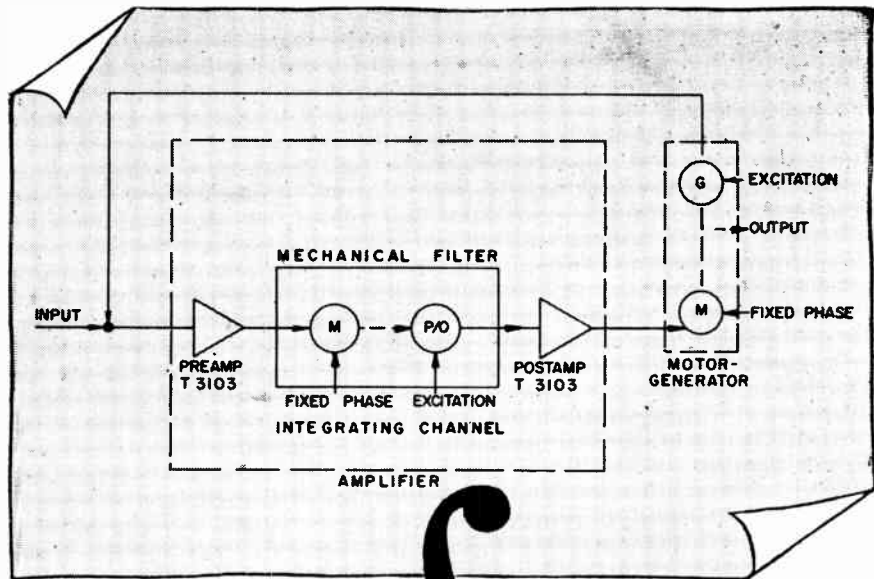 G
EXCITATION
OUTPUT
MECHANICAL FILTER
INPUT
M
P/O
M
FIXED PHASE
PREAMP
T 3103
POSTAMP
T 3103
MOTOR-
GENERATOR
FIXED PHASE
EXCITATION
INTEGRATING CHANNEL
AMPLIFIER